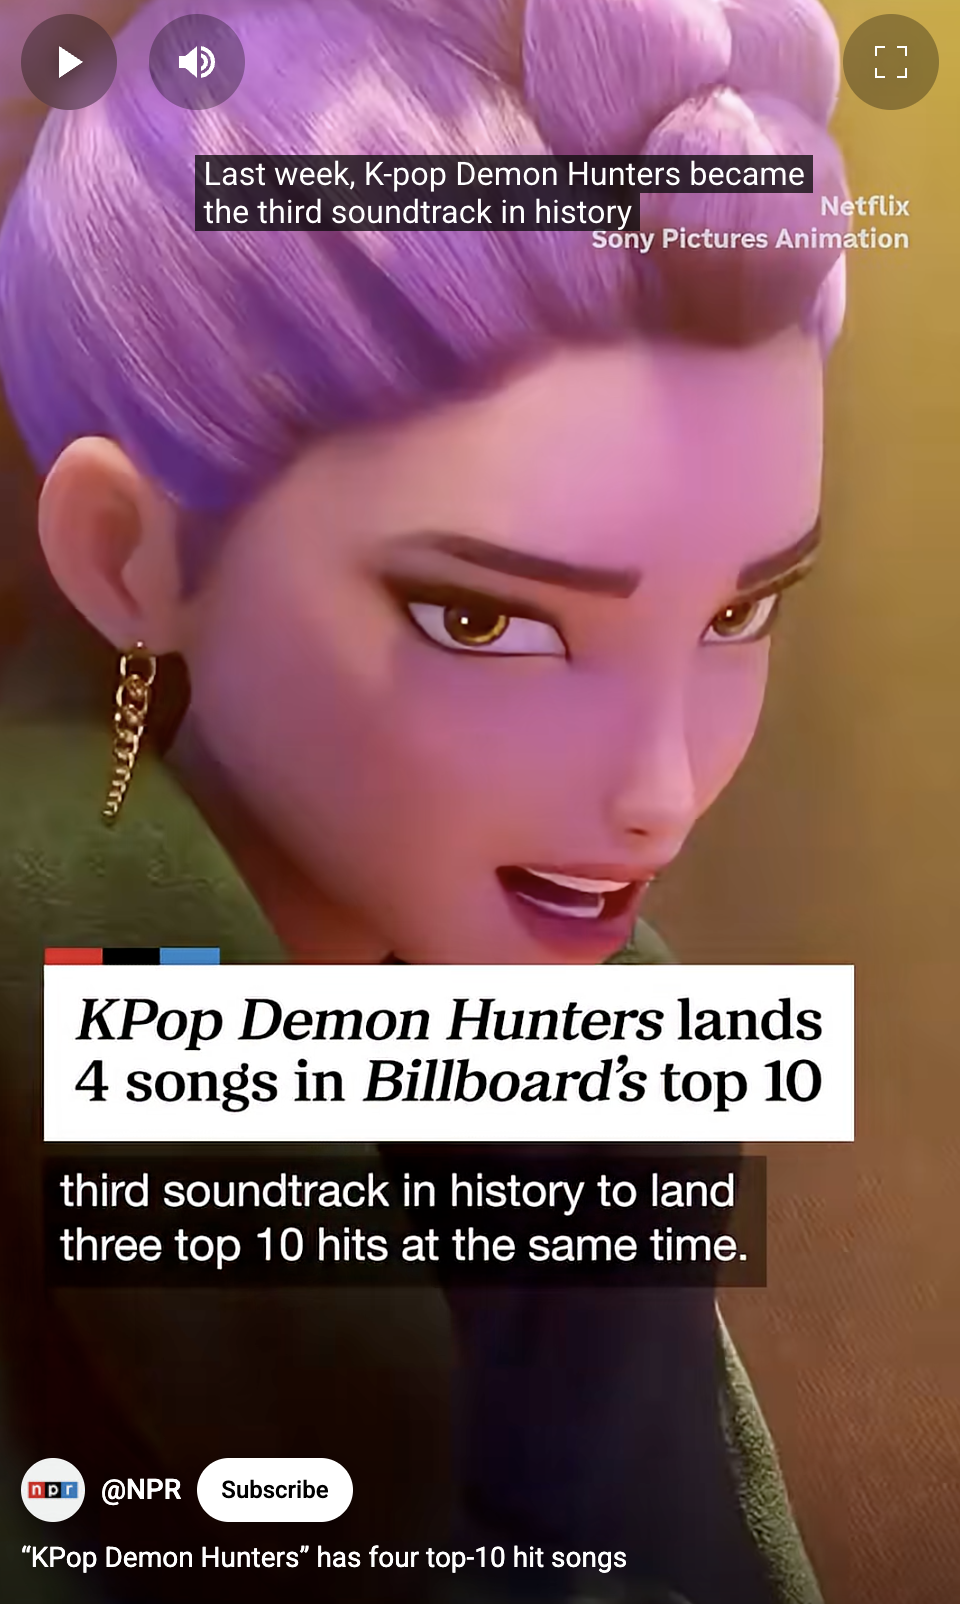 Last week, K-pop Demon Hunters became
the third soundtrack in history
Netflix
Sony Pictures Animation
KPop Demon Hunters lands
4 songs in Billboard’s top 10
third soundtrack in history to land
three top 10 hits at the same time.
npr
@NPR
Subscribe
“KPop Demon Hunters” has four top-10 hit songs